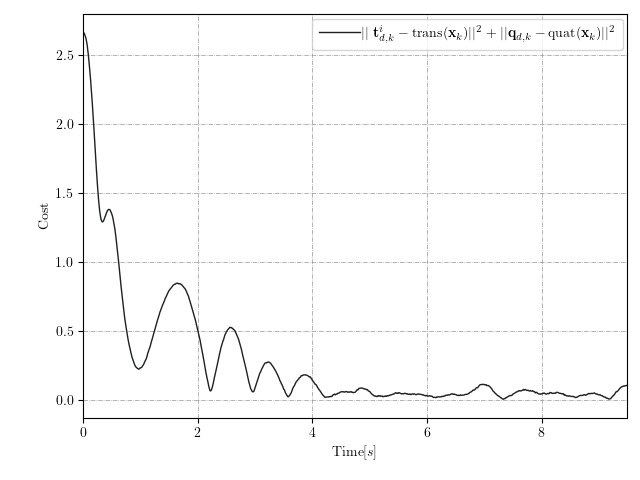 || t^i_{d,k} − trans(x_k)||^2 + ||q_{d,k} − quat(x_k)||^2
2.5
2.0
1.5
1.0
0.5
0.0
Cost
0 2 4 6 8
Time[s]